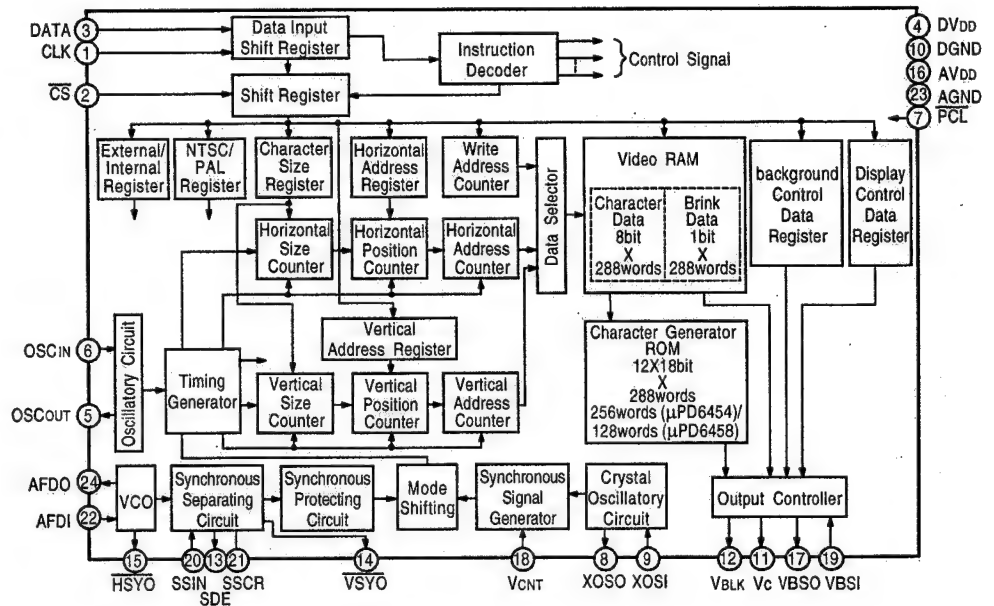 DATA 3
CLK 1
CS 2
Data Input
Shift Register
Instruction
Decoder
Control Signal
Shift Register
4 DVDD
10 DGND
16 AVDD
23 AGND
7 PCL
External/
Internal
Register
NTSC/
PAL
Register
Character
Size
Register
Horizontal
Address
Register
Write
Address
Counter
Data Selector
Video RAM
Character
Data
8bit
X
288words
Brink
Data
1bit
X
288words
background
Control
Data
Register
Display
Control
Data
Register
Horizontal
Size
Counter
Horizontal
Position
Counter
Horizontal
Address
Counter
Vertical
Address Register
Character Generator
ROM
12X18bit
X
288words
256words (μPD6454)/
128words (μPD6458)
OSCIN 6
OSCOUT 5
Oscillatory Circuit
Timing
Generator
Vertical
Size
Counter
Vertical
Position
Counter
Vertical
Address
Counter
AFDO 24
AFDI 22
VCO
Synchronous
Separating
Circuit
Synchronous
Protecting
Circuit
Mode
Shifting
Synchronous
Signal
Generator
Crystal
Oscillatory
Circuit
Output Controller
15 20 13 21 14 18 8 9 12 11 17 19
HSYO SSIN SDE SSCR VSYO VCNT XOSO XOSI VBLK VC VBSO VBSI